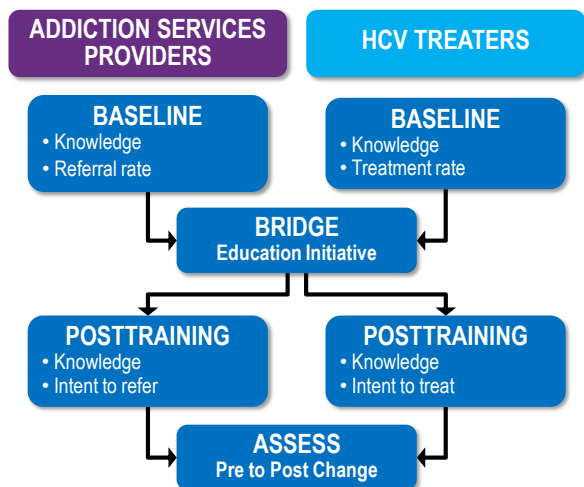 ADDICTION SERVICES
PROVIDERS
HCV TREATERS
BASELINE
• Knowledge
• Referral rate
BASELINE
• Knowledge
• Treatment rate
BRIDGE
Education Initiative
POSTTRAINING
• Knowledge
• Intent to refer
POSTTRAINING
• Knowledge
• Intent to treat
ASSESS
Pre to Post Change